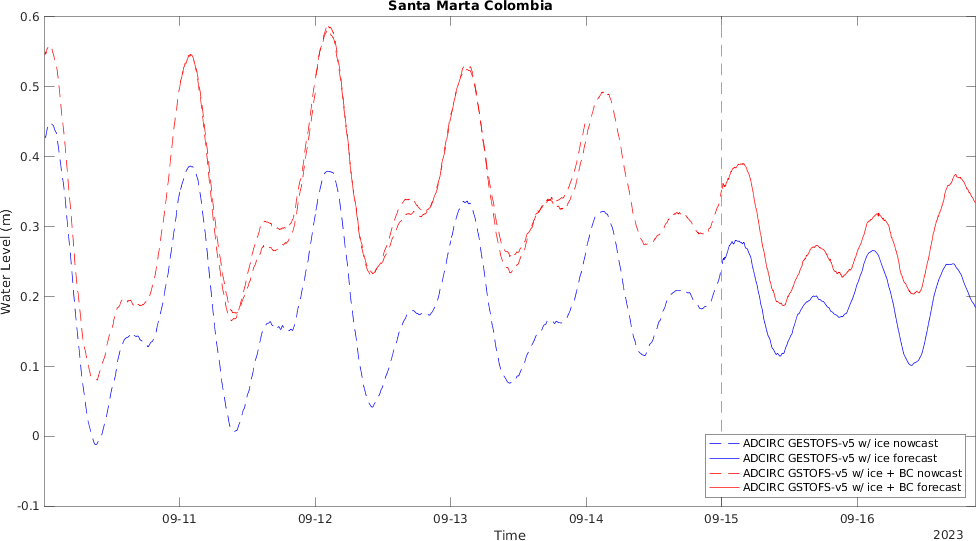 Santa Marta Colombia
0.6
0.5
0.4
0.3
0.2
0.1
0
-0.1
Water Level (m)
09-11 09-12 09-13 09-14 09-15 09-16
Time
2023
ADCIRC GESTOFS-v5 w/ ice nowcast
ADCIRC GESTOFS-v5 w/ ice forecast
ADCIRC GSTOFS-v5 w/ ice + BC nowcast
ADCIRC GSTOFS-v5 w/ ice + BC forecast